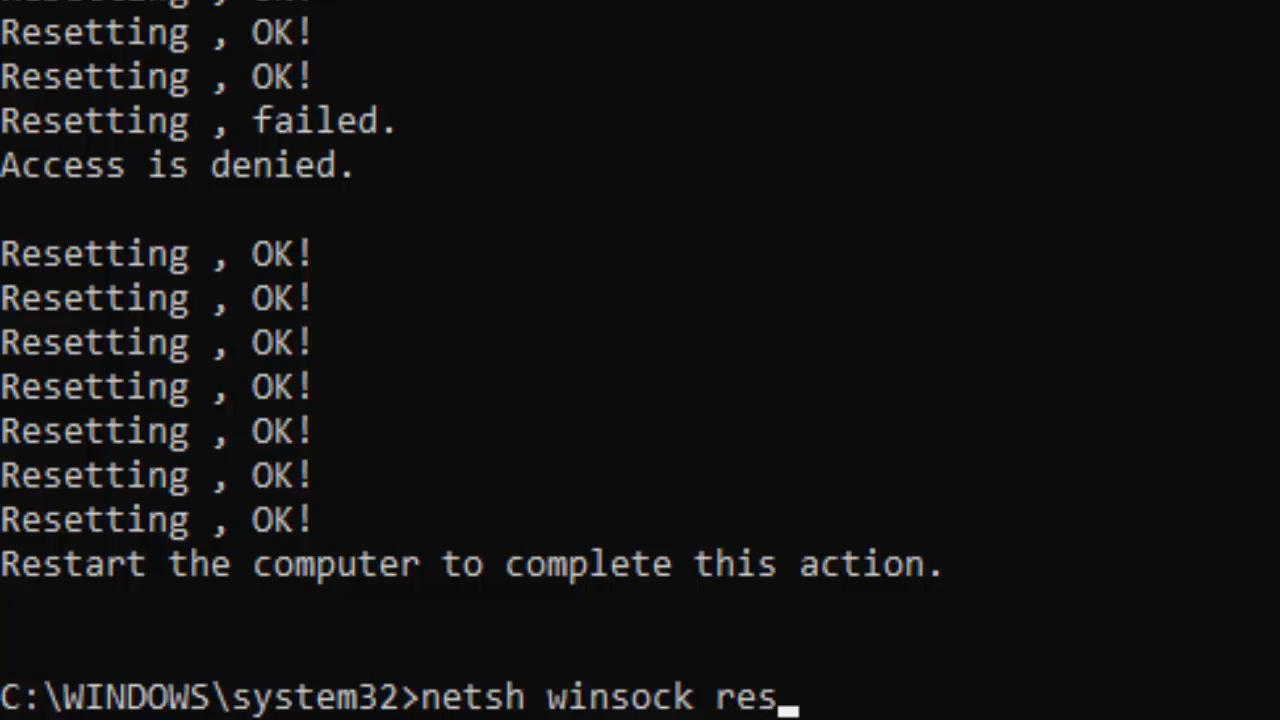 Resetting , OK!
Resetting , OK!
Resetting , failed.
Access is denied.
Resetting , OK!
Resetting , OK!
Resetting , OK!
Resetting , OK!
Resetting , OK!
Resetting , OK!
Resetting , OK!
Restart the computer to complete this action.
C:\WINDOWS\system32>netsh winsock res